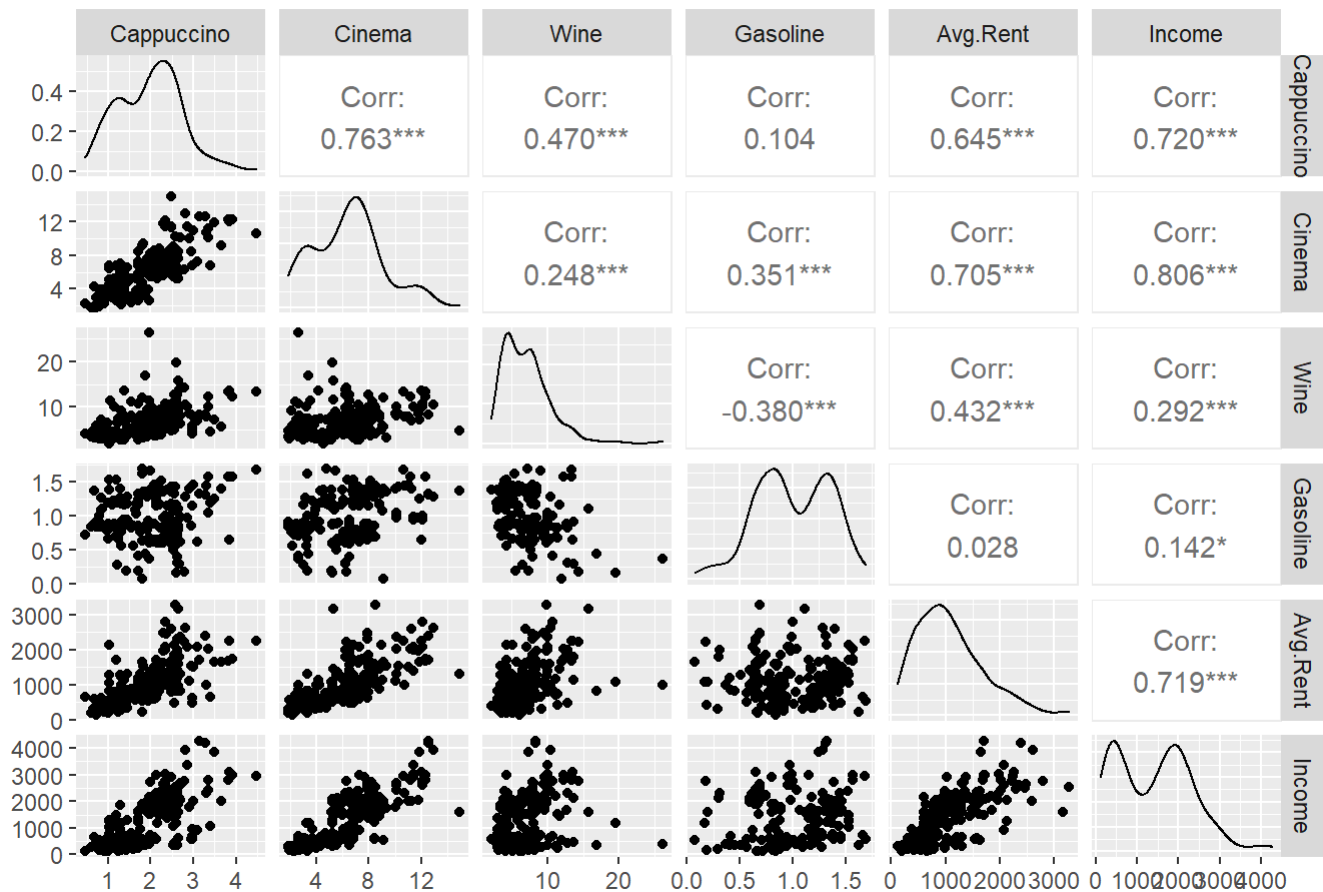 Cappuccino Cinema Wine Gasoline Avg.Rent Income
0.4
0.2
0.0
Corr:
0.763***
Corr:
0.470***
Corr:
0.104
Corr:
0.645***
Corr:
0.720***
Cappuccino
12
8
4
Corr:
0.248***
Corr:
0.351***
Corr:
0.705***
Corr:
0.806***
Cinema
20
10
Corr:
-0.380***
Corr:
0.432***
Corr:
0.292***
Wine
1.5
1.0
0.5
0.0
Corr:
0.028
Corr:
0.142*
Gasoline
3000
2000
1000
0
Corr:
0.719***
Avg.Rent
4000
3000
2000
1000
0
Income
1 2 3 4
4 8 12
10 20
0.0 0.5 1.0 1.5
0 1000 2000 3000
0 1000 2000 3000 4000